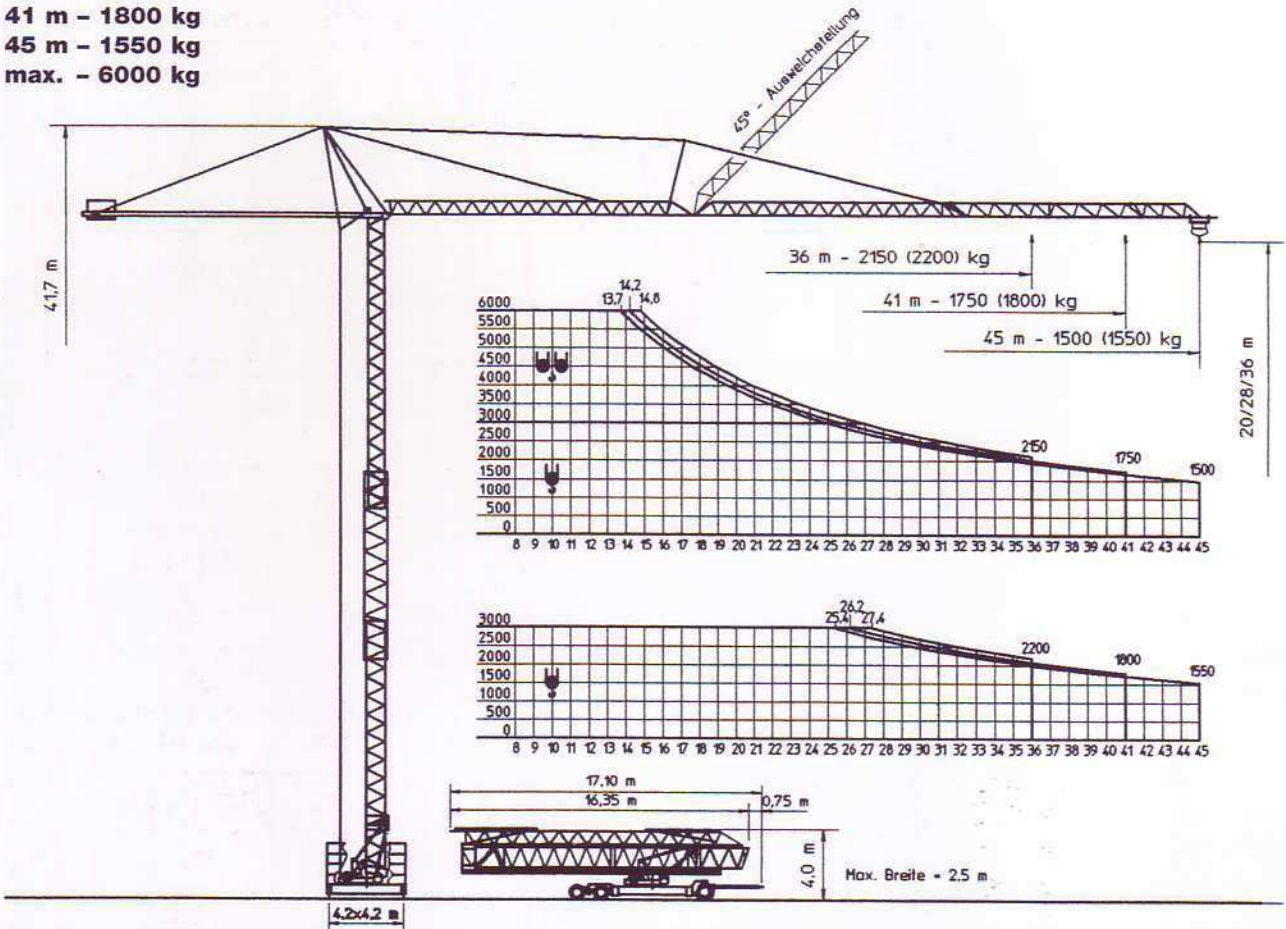 41 m – 1800 kg
45 m – 1550 kg
max. – 6000 kg
45° - Ausweichstellung
41,7 m
36 m - 2150 (2200) kg
41 m - 1750 (1800) kg
45 m - 1500 (1550) kg
20/28/36 m
14,2
13,7 14,8
6000
5500
5000
4500
4000
3500
3000
2500
2000
1500
1000
500
0
2150
1750
1500
8 9 10 11 12 13 14 15 16 17 18 19 20 21 22 23 24 25 26 27 28 29 30 31 32 33 34 35 36 37 38 39 40 41 42 43 44 45
26,2
25,4 27,4
3000
2500
2000
1500
1000
500
0
2200
1800
1550
8 9 10 11 12 13 14 15 16 17 18 19 20 21 22 23 24 25 26 27 28 29 30 31 32 33 34 35 36 37 38 39 40 41 42 43 44 45
17,10 m
16,35 m 0,75 m
4,0 m
Max. Breite - 2.5 m
4.2x4.2 m